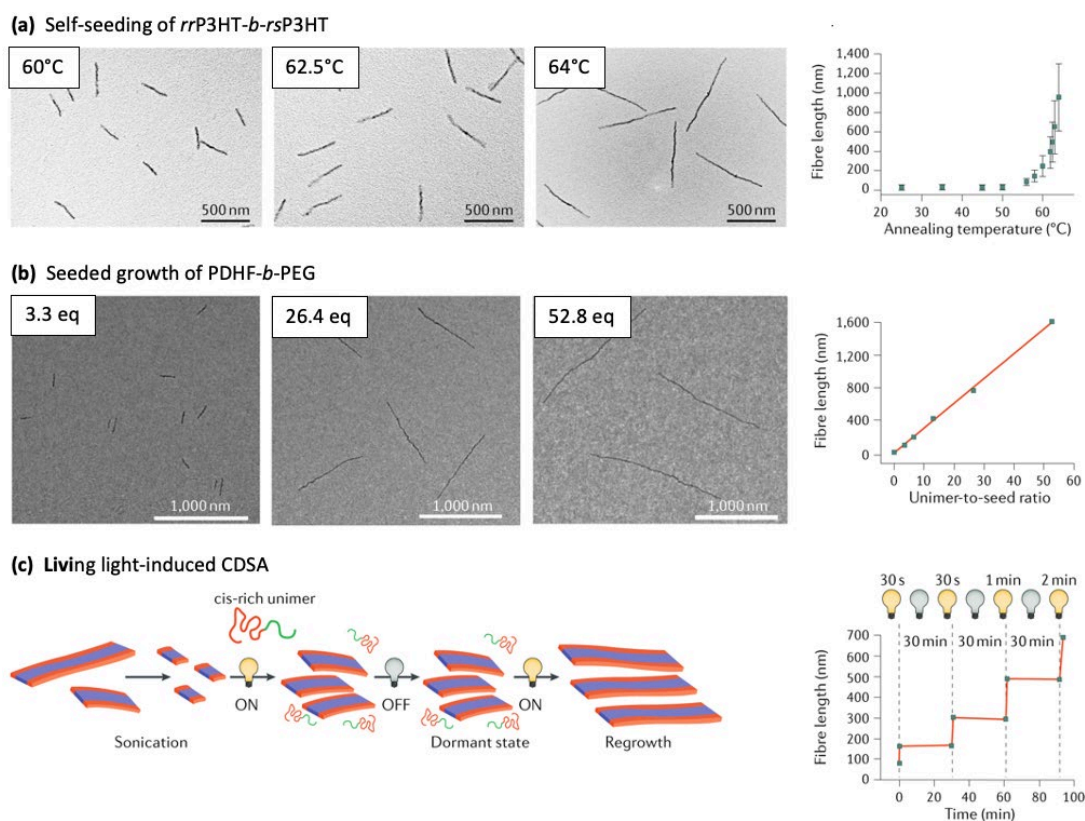 (a) Self-seeding of rrP3HT-b-rsP3HT
60°C
62.5°C
64°C
500 nm
500 nm
500 nm
Fibre length (nm)
1,400
1,200
1,000
800
600
400
200
0
20 30 40 50 60
Annealing temperature (°C)
(b) Seeded growth of PDHF-b-PEG
3.3 eq
26.4 eq
52.8 eq
1,000 nm
1,000 nm
1,000 nm
Fibre length (nm)
1,600
1,200
800
400
0
0 10 20 30 40 50 60
Unimer-to-seed ratio
(c) Living light-induced CDSA
cis-rich unimer
ON
OFF
ON
Sonication
Dormant state
Regrowth
30 s 30 s 1 min 2 min
30 min 30 min 30 min
Fibre length (nm)
700
600
500
400
300
200
100
0
0 20 40 60 80 100
Time (min)